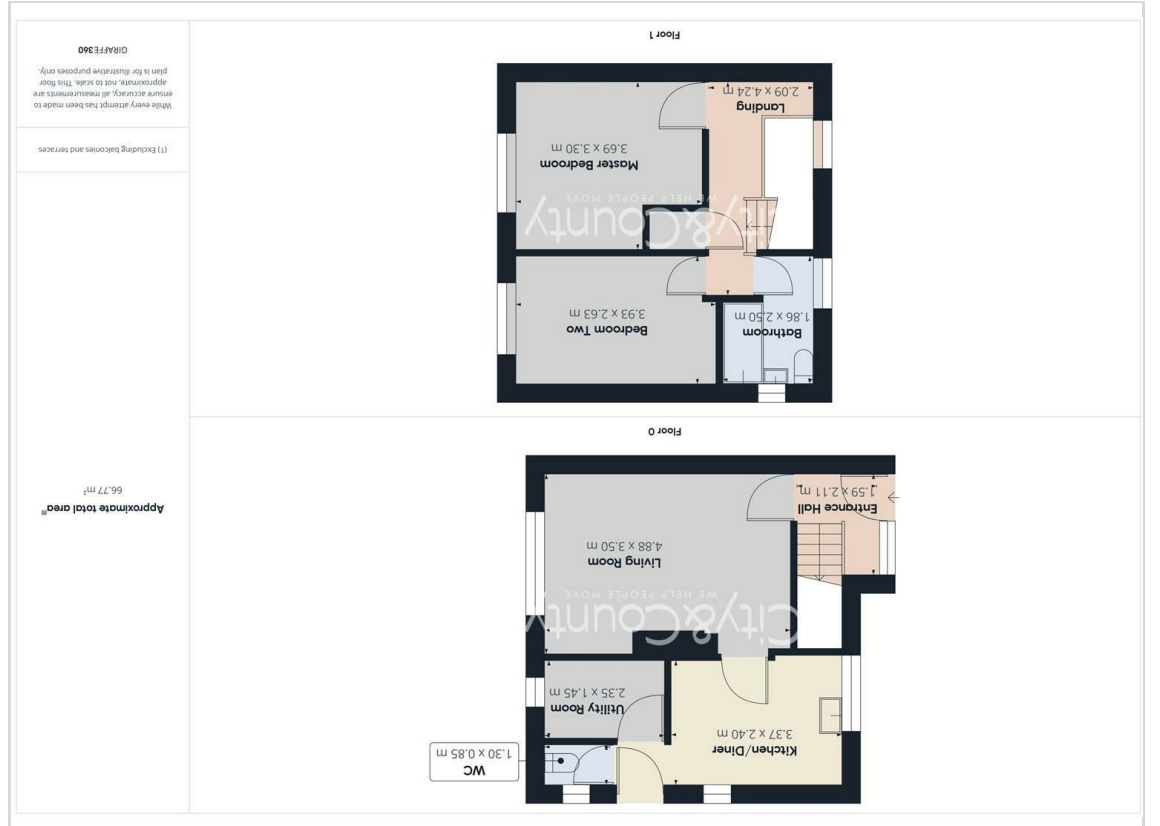 Floor 0
WC
1.30 x 0.85 m
Kitchen/Diner
3.37 x 2.40 m
Utility Room
2.35 x 1.45 m
City&County
WE HELP PEOPLE MOVE
Living Room
4.88 x 3.50 m
Entrance Hall
1.59 x 2.11 m
Floor 1
Bathroom
1.86 x 2.50 m
Bedroom Two
3.93 x 2.63 m
City&County
WE HELP PEOPLE MOVE
Master Bedroom
3.69 x 3.30 m
Landing
2.09 x 4.24 m
Approximate total area⁽¹⁾
66.77 m²
(1) Excluding balconies and terraces
While every attempt has been made to
ensure accuracy, all measurements are
approximate, not to scale. This floor
plan is for illustrative purposes only.
GIRAFFE360